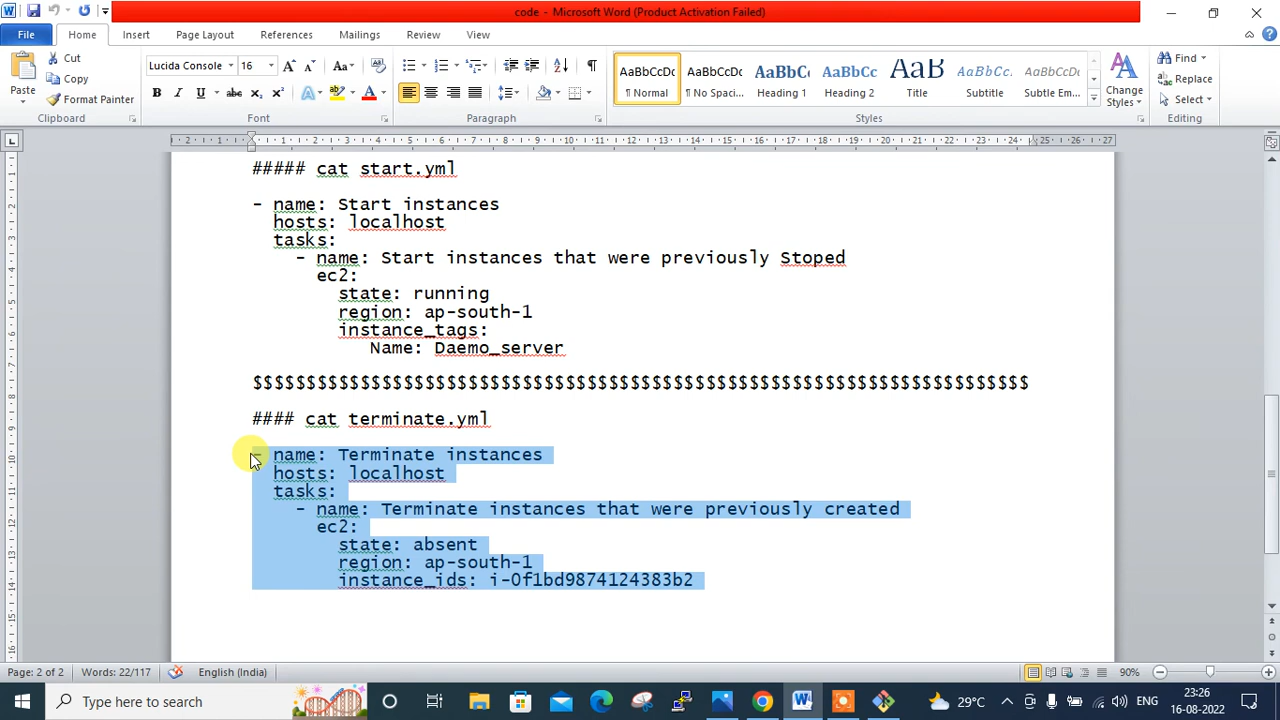 code - Microsoft Word (Product Activation Failed)
File Home Insert Page Layout References Mailings Review View
Paste Cut Copy Format Painter
Lucida Console 16
AaBbCcDc AaBbCcDc AaBbCc AaBbCc AaB AaBbCcL AaBbCcDc
¶ Normal ¶ No Spaci... Heading 1 Heading 2 Title Subtitle Subtle Em...
Change Styles
Find Replace Select
Clipboard Font Paragraph Styles Editing
##### cat start.yml
- name: Start instances
hosts: localhost
tasks:
- name: Start instances that were previously Stoped
ec2:
state: running
region: ap-south-1
instance_tags:
Name: Daemo_server
$$$$$$$$$$$$$$$$$$$$$$$$$$$$$$$$$$$$$$$$$$$$$$$$$$$$$$$$$$$$$$$$$$$$$$$$
#### cat terminate.yml
- name: Terminate instances
hosts: localhost
tasks:
- name: Terminate instances that were previously created
ec2:
state: absent
region: ap-south-1
instance_ids: i-0f1bd9874124383b2
Page: 2 of 2 Words: 22/117 English (India) 90%
Type here to search 29°C ENG 23:26
16-08-2022